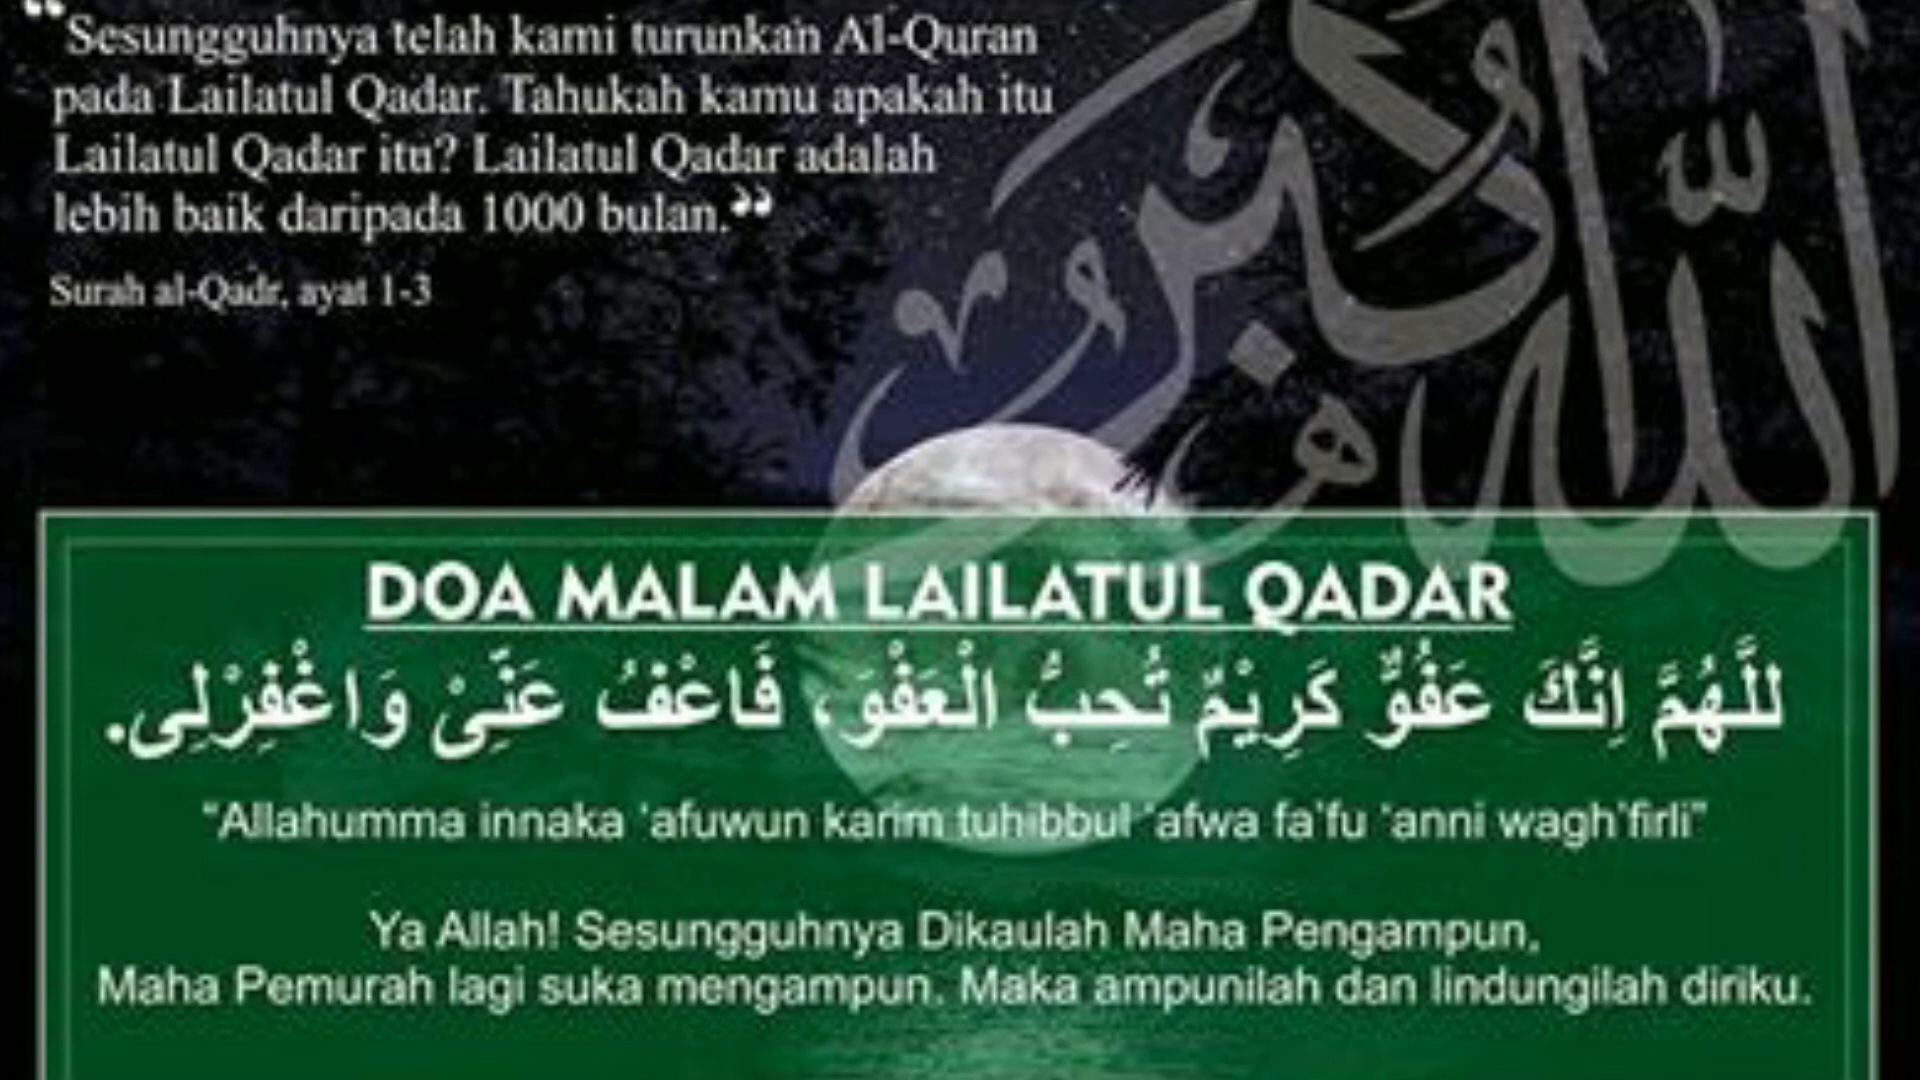 “Sesungguhnya telah kami turunkan Al-Quran
pada Lailatul Qadar. Tahukah kamu apakah itu
Lailatul Qadar itu? Lailatul Qadar adalah
lebih baik daripada 1000 bulan.”
Surah al-Qadr, ayat 1-3
الله أكبر
DOA MALAM LAILATUL QADAR
للَّهُمَّ اِنَّكَ عَفُوٌّ كَرِيْمٌ تُحِبُّ الْعَفْوَ، فَاعْفُ عَنِّىْ وَاغْفِرْلِى.
“Allahumma innaka ‘afuwun karim tuhibbul ‘afwa fa’fu ‘anni wagh’firli”
Ya Allah! Sesungguhnya Dikaulah Maha Pengampun,
Maha Pemurah lagi suka mengampun. Maka ampunilah dan lindungilah diriku.